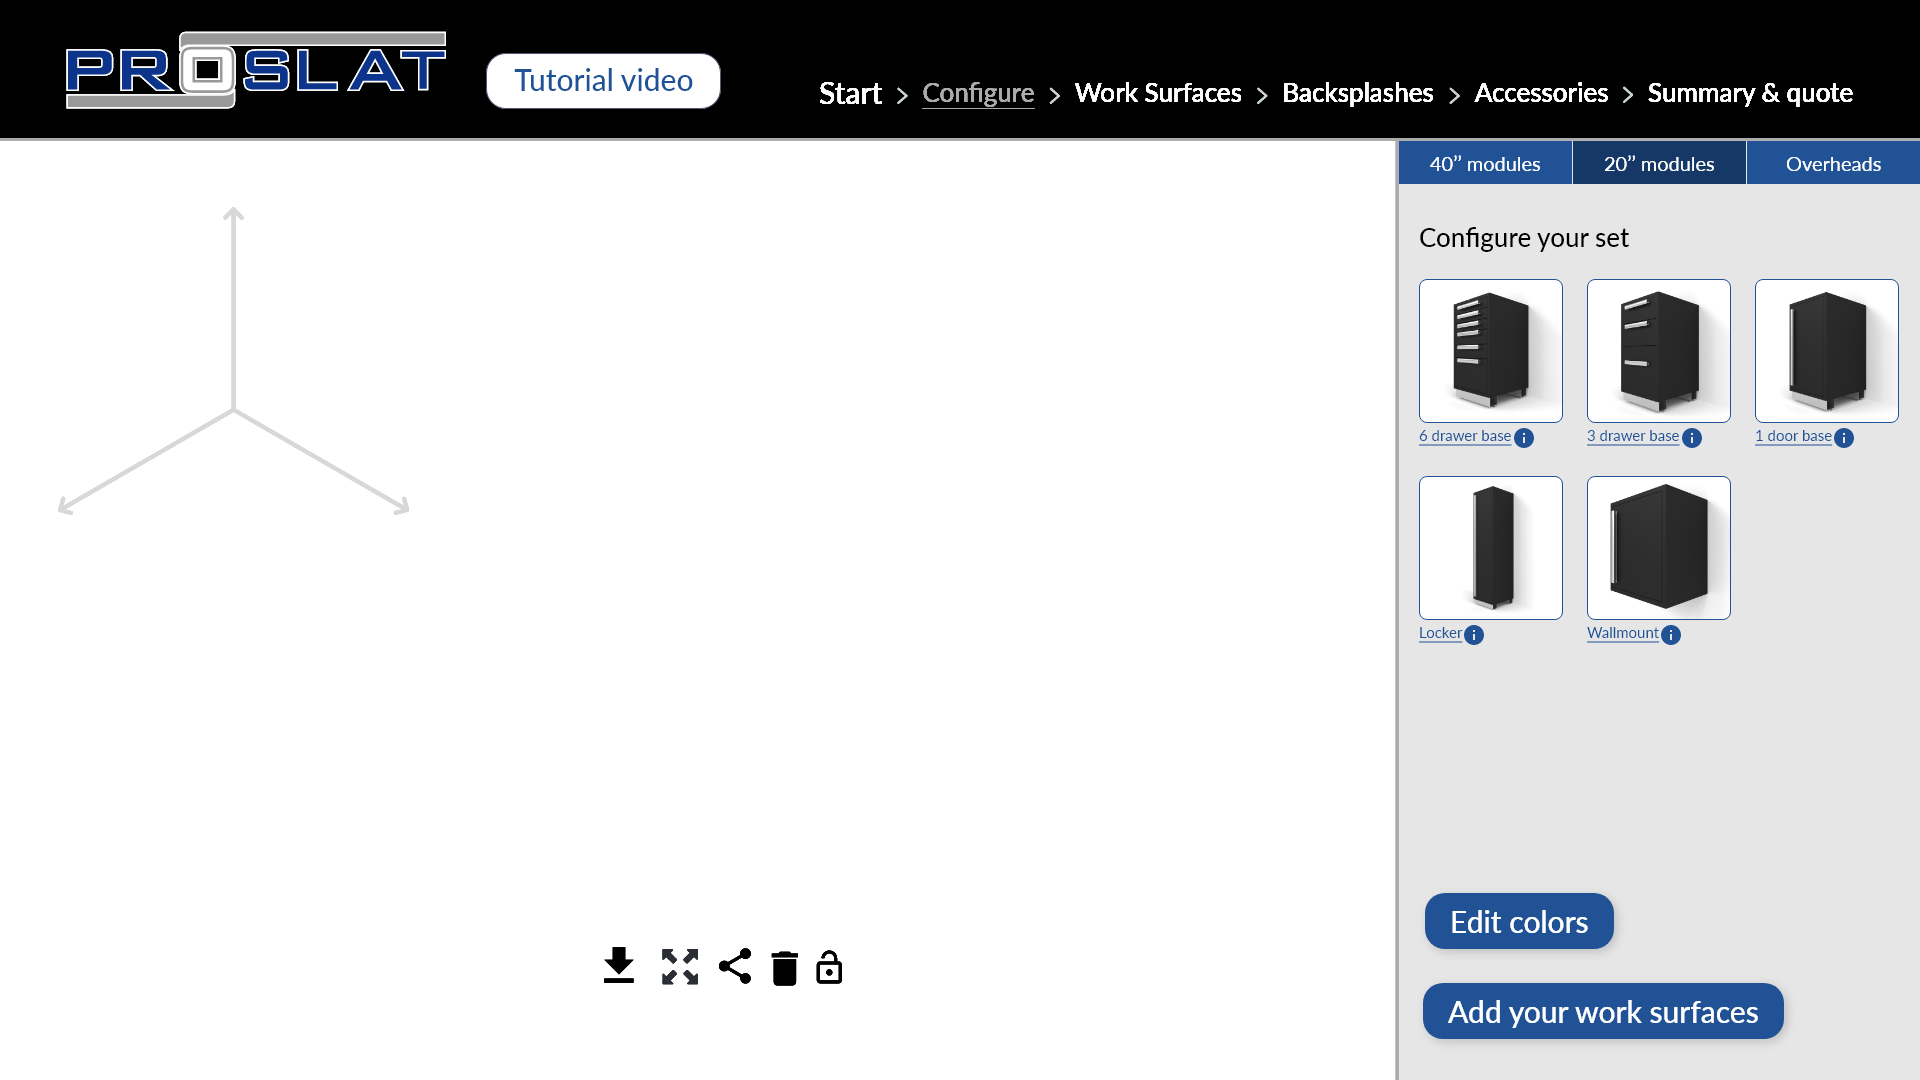 PROSLAT
Tutorial video
Start > Configure > Work Surfaces > Backsplashes > Accessories > Summary & quote
40” modules
20” modules
Overheads
Configure your set
6 drawer base i
3 drawer base i
1 door base i
Locker i
Wallmount i
Edit colors
Add your work surfaces